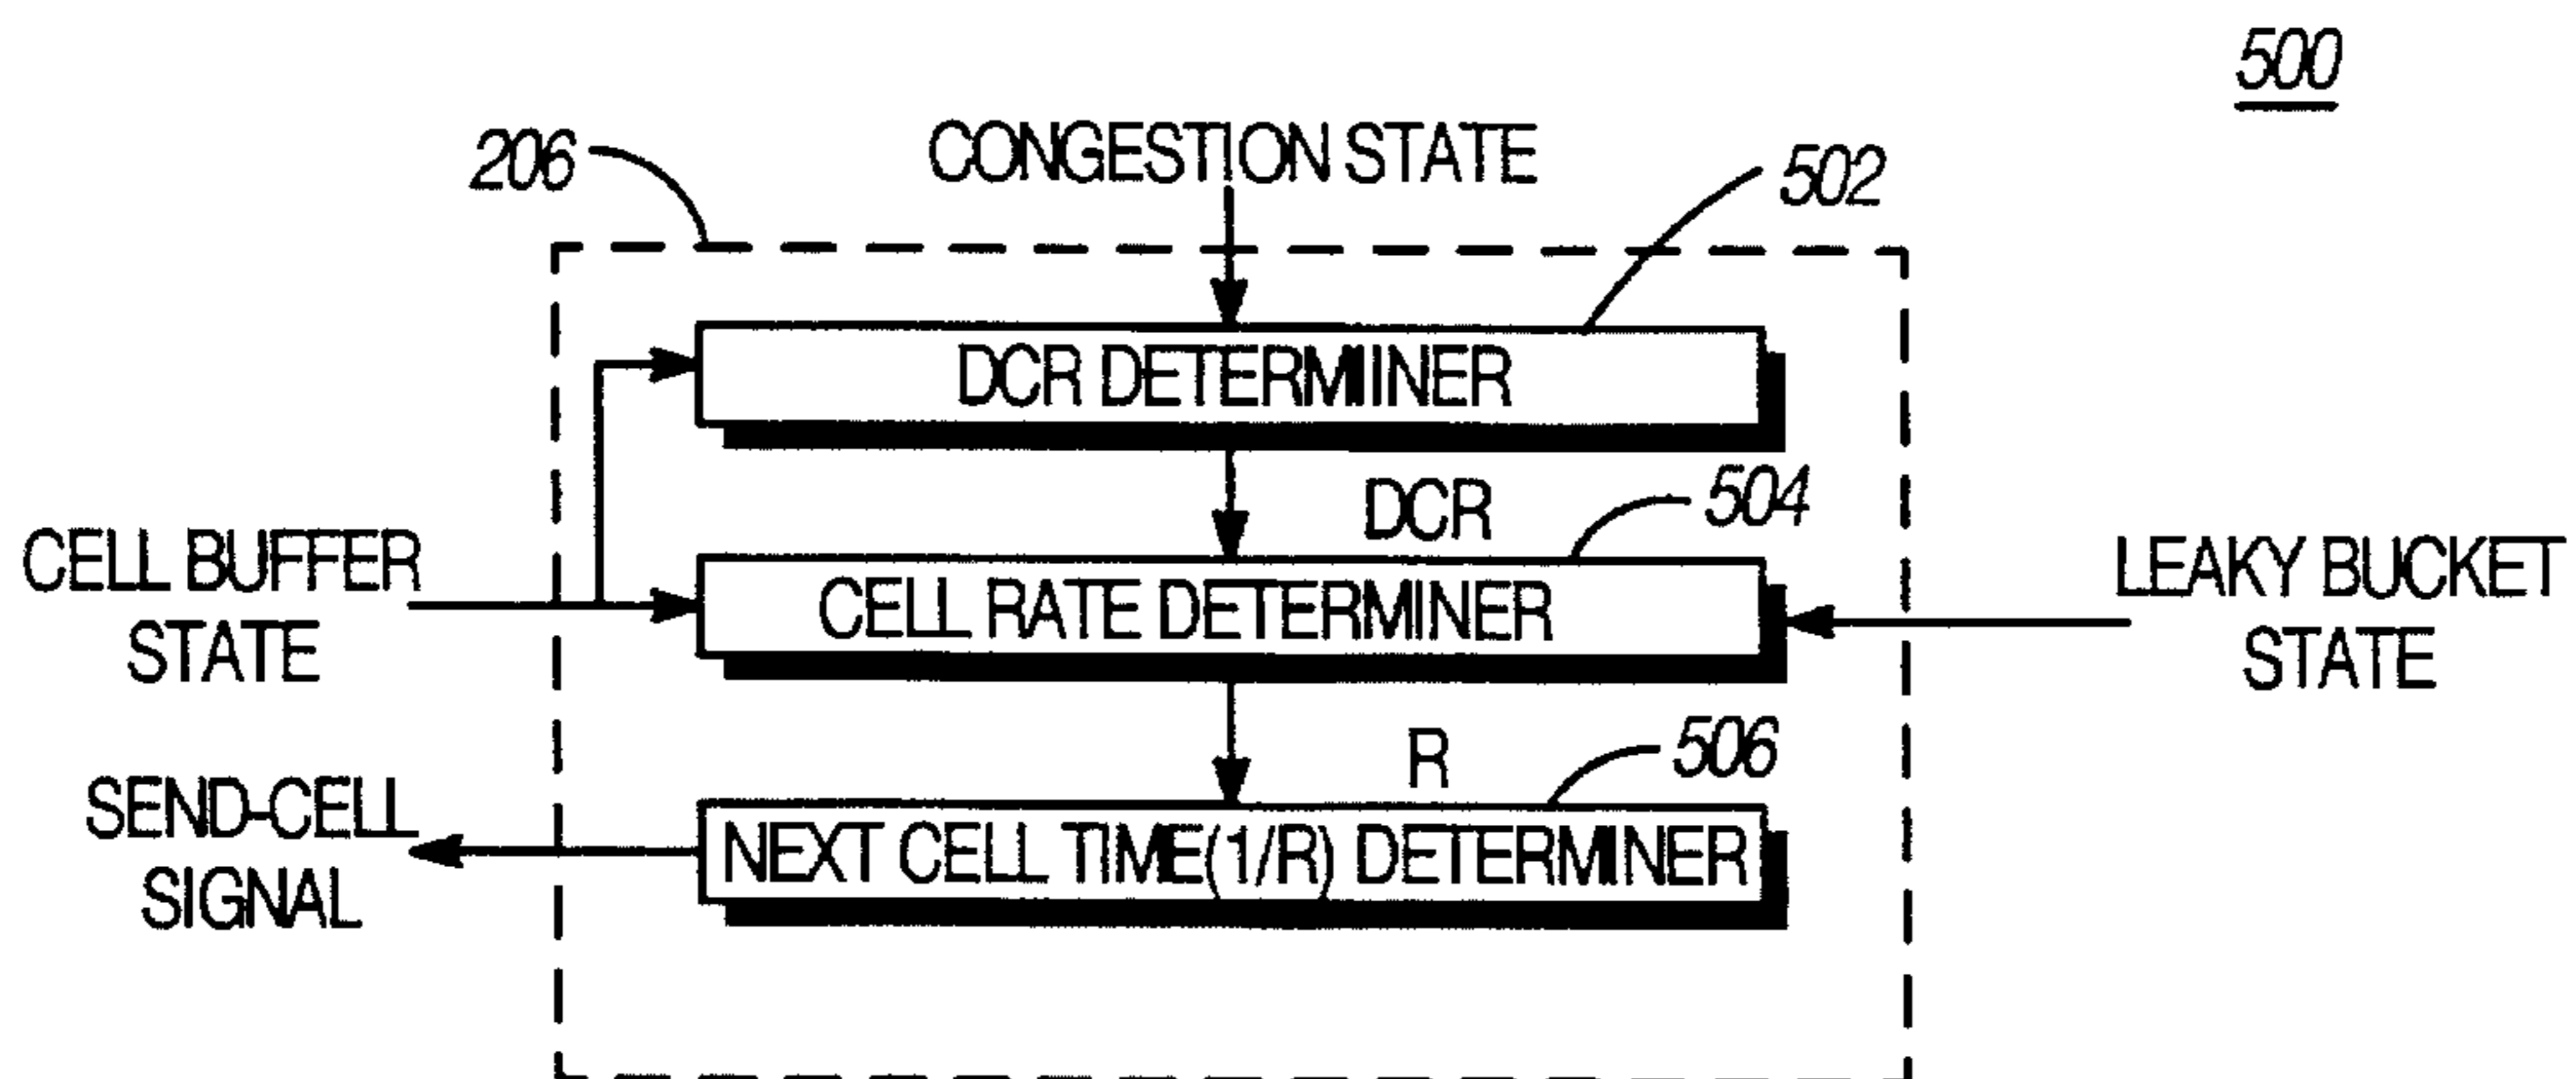 500
206
CONGESTION STATE
502
DCR DETERMIINER
DCR
504
CELL BUFFER
STATE
CELL RATE DETERMINER
LEAKY BUCKET
STATE
R
506
SEND-CELL
SIGNAL
NEXT CELL TIME(1/R) DETERMINER